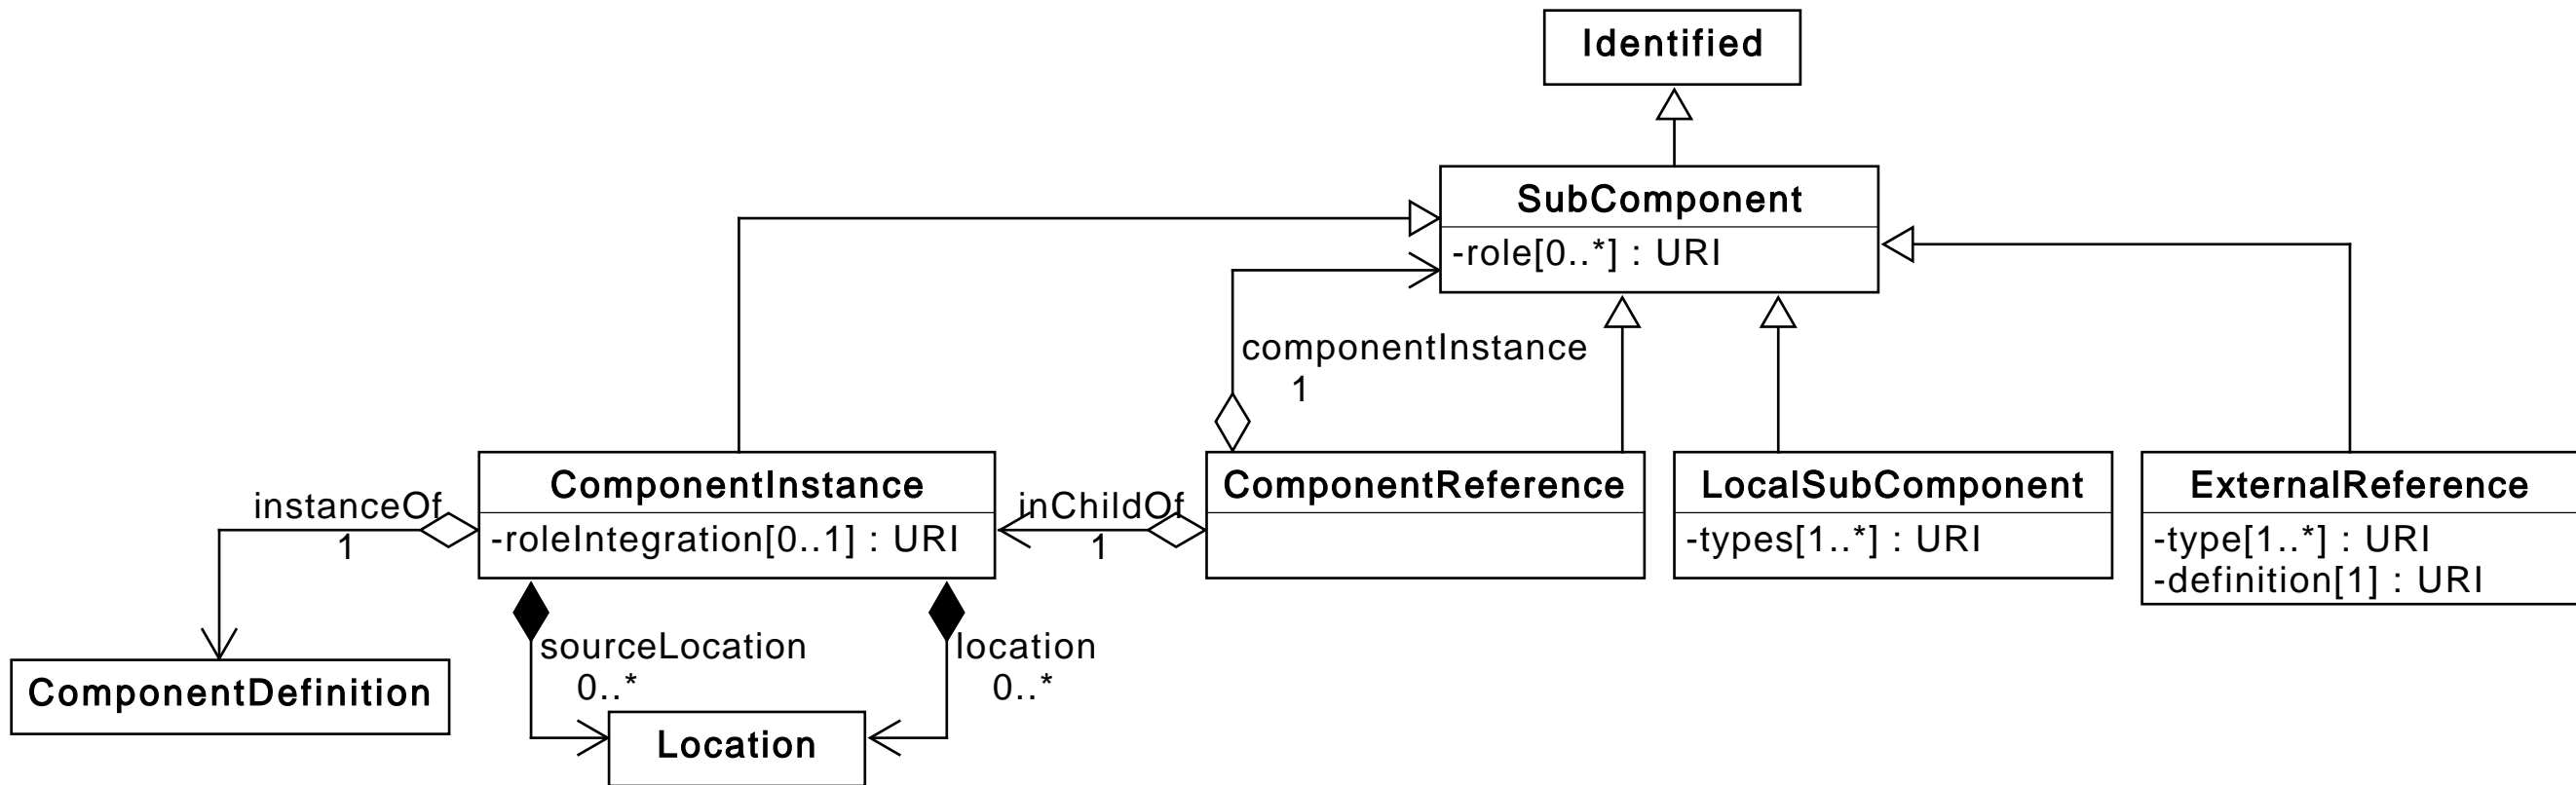 Identified
SubComponent
-role[0..*] : URI
componentInstance
1
ComponentInstance
-roleIntegration[0..1] : URI
instanceOf
1
inChildOf
1
ComponentReference
LocalSubComponent
-types[1..*] : URI
ExternalReference
-type[1..*] : URI
-definition[1] : URI
sourceLocation
0..*
location
0..*
ComponentDefinition
Location